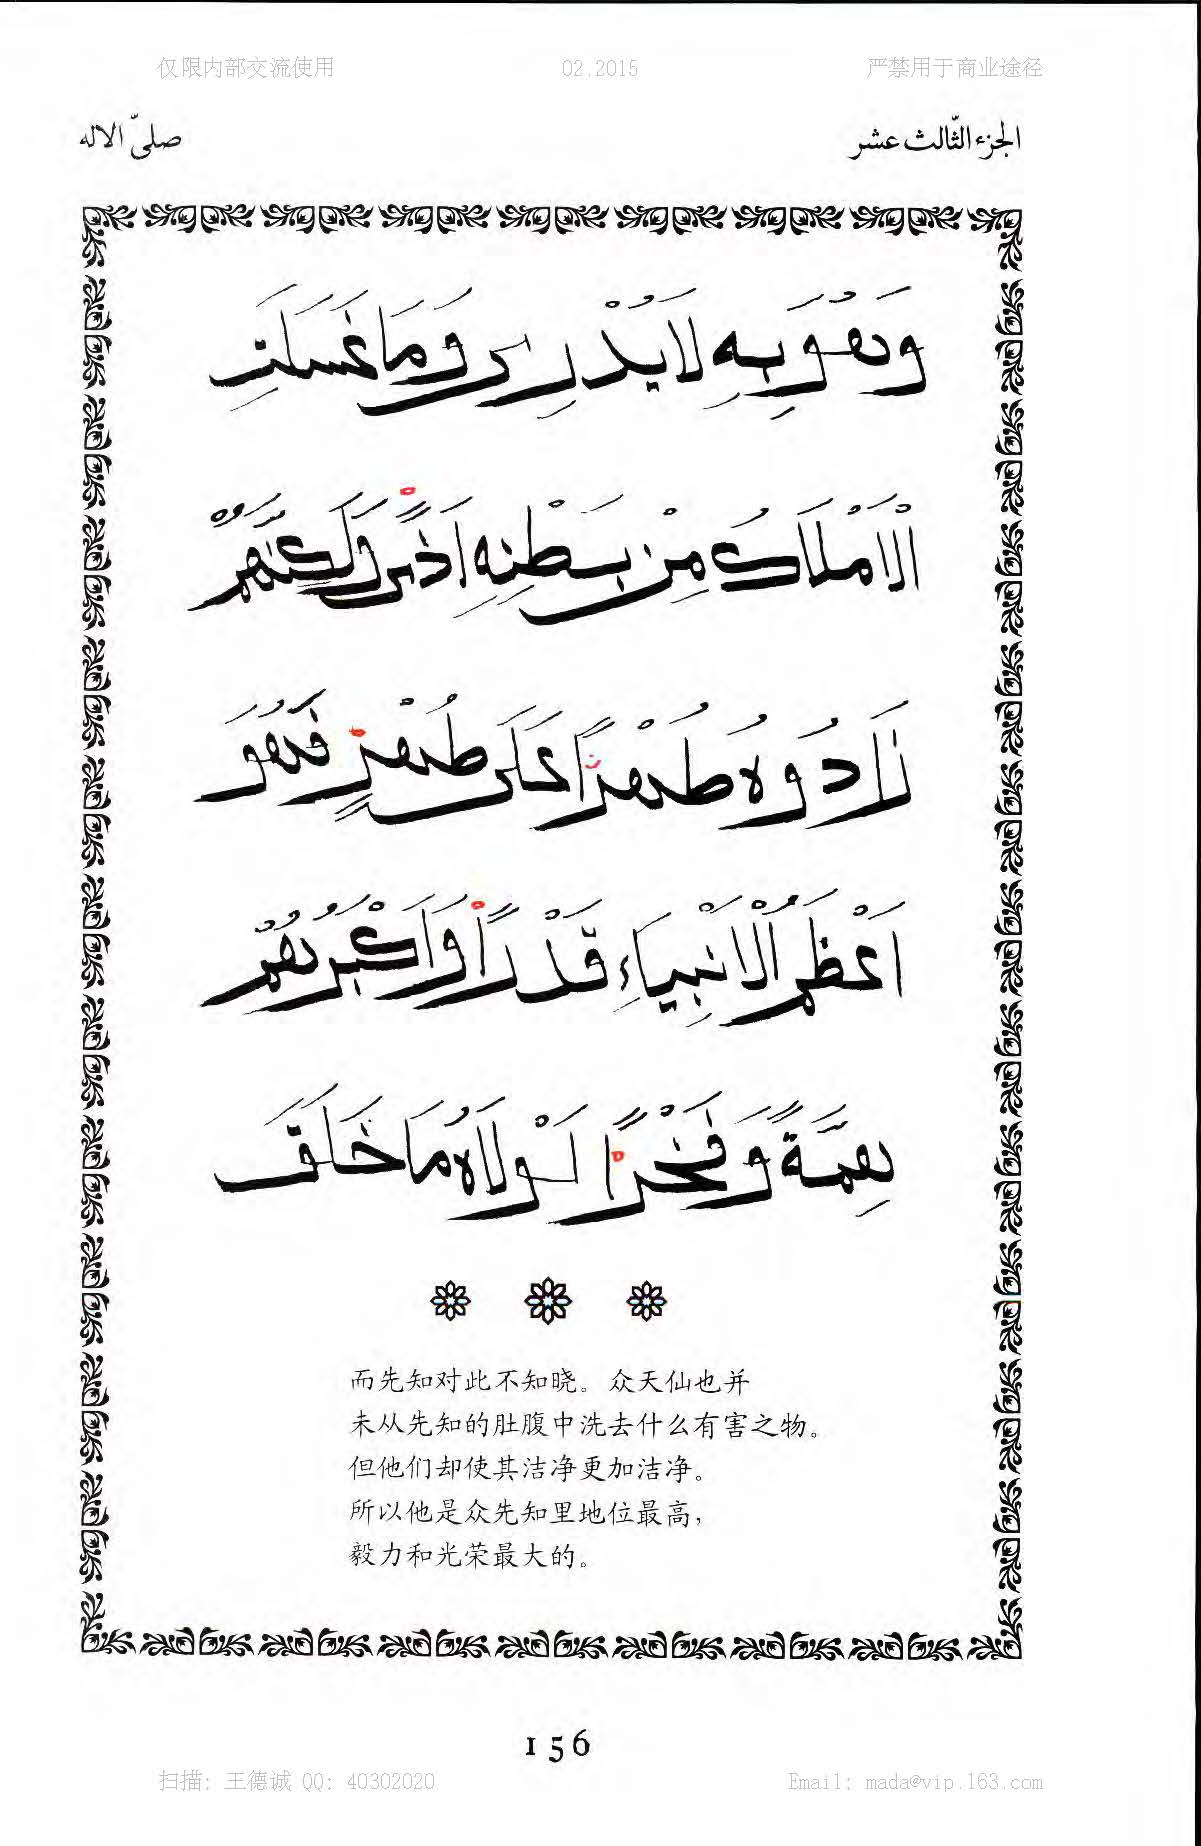 仅限内部交流使用 02.2015 严禁用于商业途径
الجزء الثّالث عشر صلىّ الاله
وَهُوَ بِهِ لَا يُدْرِى وَمَا غَسَلَتِ
الْاَمْلَاكُ مِنْ بَطْنِهِ اَذًى وَلَكِنَّهُمْ
زَادُوهُ طُهْرًا عَلَى طُهْرٍ فَهُوَ
اَعْظَمُ الْاَنْبِيَاءِ قَدْرًا وَاَكْبَرُهُمْ
هِمَّةً وَفَخْرًا لَوْلَاهُ مَا خَلَقَ
而先知对此不知晓。众天仙也并
未从先知的肚腹中洗去什么有害之物。
但他们却使其洁净更加洁净。
所以他是众先知里地位最高，
毅力和光荣最大的。
156
扫描: 王德诚 QQ: 40302020 Email: mada@vip.163.com